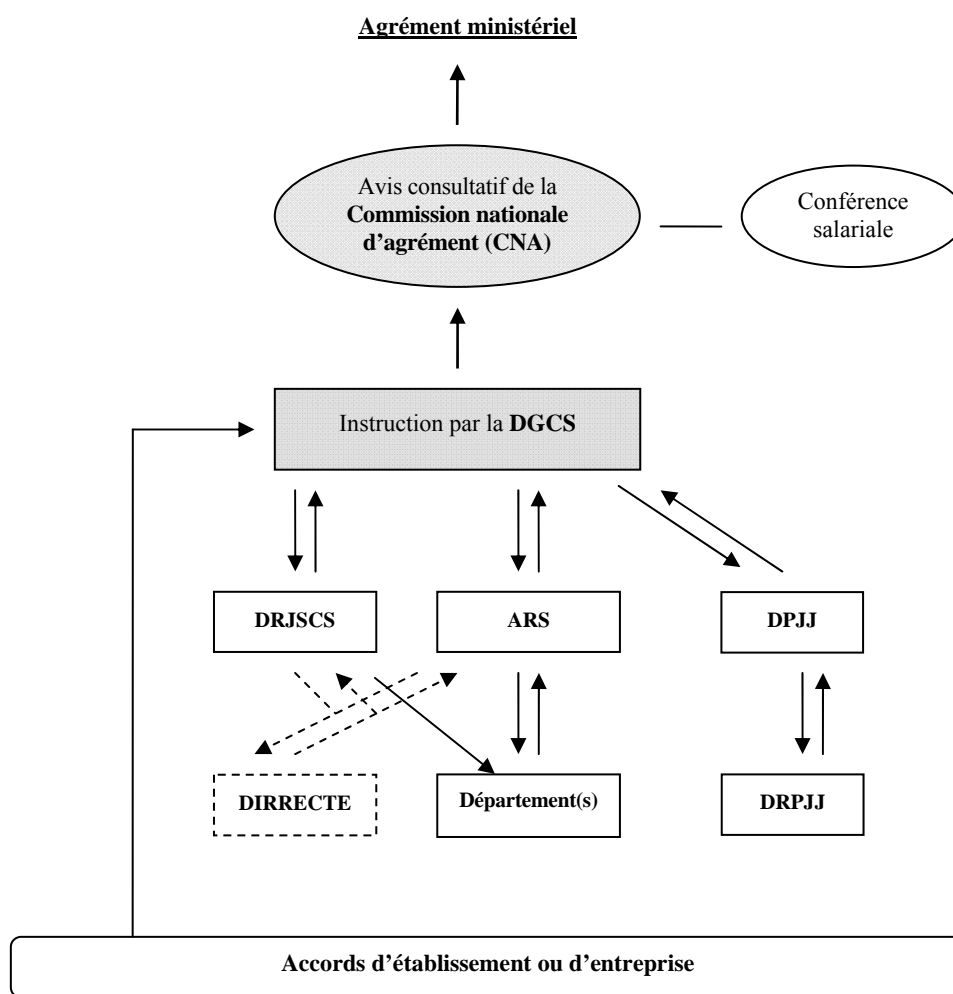 Agrément ministériel
Avis consultatif de la
Commission nationale
d’agrément (CNA)
Conférence
salariale
Instruction par la DGCS
DRJSCS
ARS
DPJJ
DIRRECTE
Département(s)
DRPJJ
Accords d’établissement ou d’entreprise